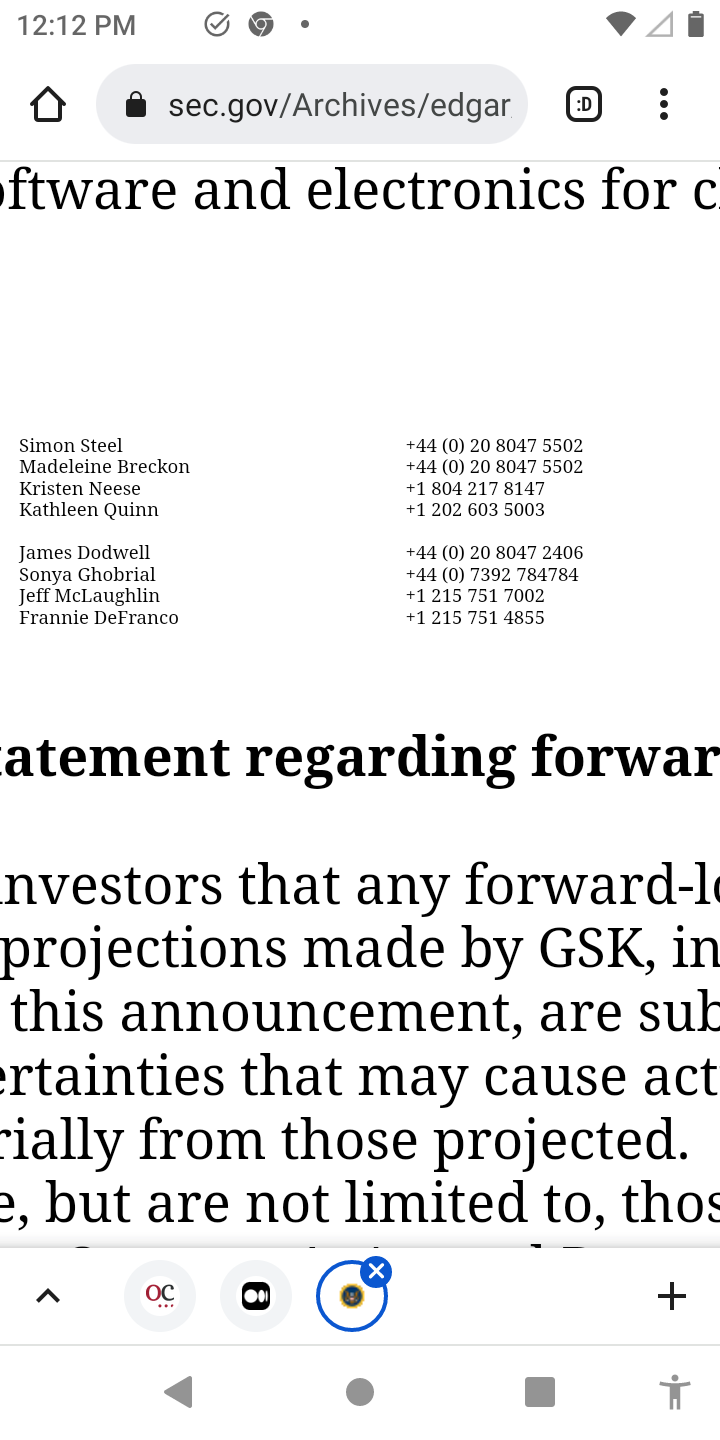 12:12 PM
sec.gov/Archives/edgar
:D
oftware and electronics for c
Simon Steel +44 (0) 20 8047 5502
Madeleine Breckon +44 (0) 20 8047 5502
Kristen Neese +1 804 217 8147
Kathleen Quinn +1 202 603 5003
James Dodwell +44 (0) 20 8047 2406
Sonya Ghobrial +44 (0) 7392 784784
Jeff McLaughlin +1 215 751 7002
Frannie DeFranco +1 215 751 4855
tatement regarding forwar
investors that any forward-lo
projections made by GSK, in
this announcement, are sub
ertainties that may cause act
rially from those projected.
e, but are not limited to, thos
OC